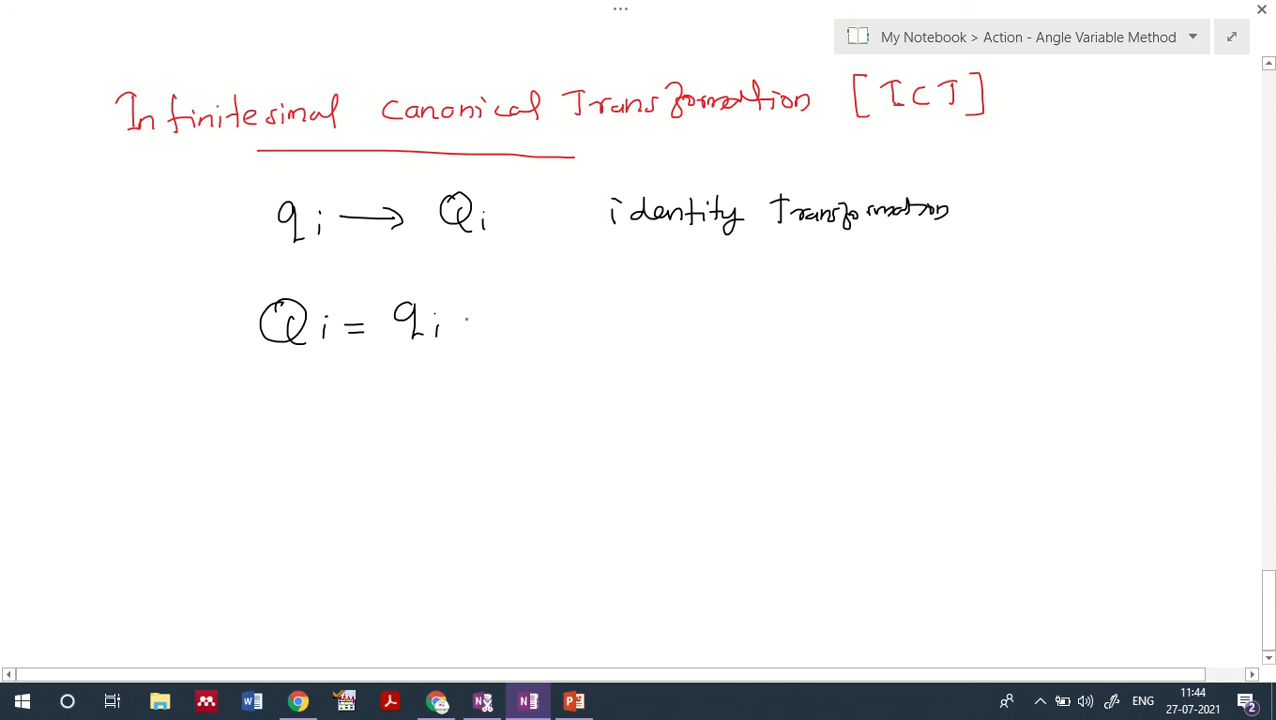 My Notebook > Action - Angle Variable Method
Infinitesimal canonical Transformation [ICT]
qi → Qi identity Transformation
Qi = qi
ENG
11:44
27-07-2021
2